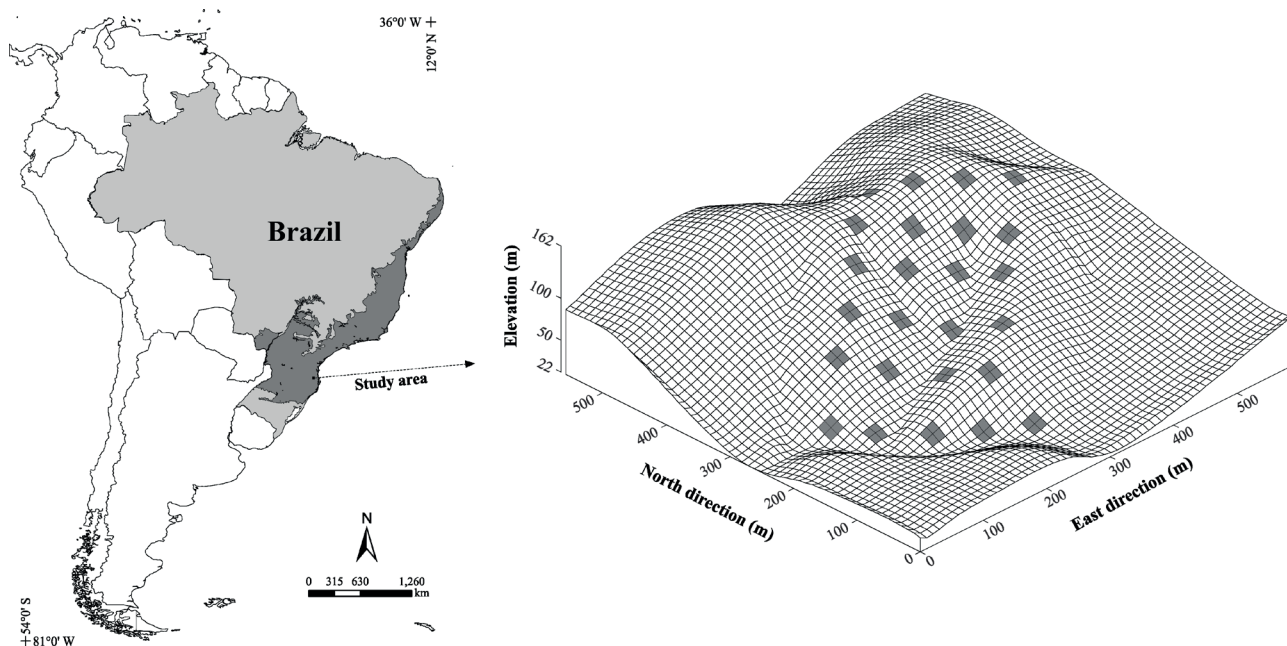 36°0' W
12°0' N
Brazil
Study area
N
0 315 630 1,260
km
54°0' S
81°0' W
Elevation (m)
162
100
50
22
500
400
300
200
100
0
North direction (m)
0
100
200
300
400
500
East direction (m)